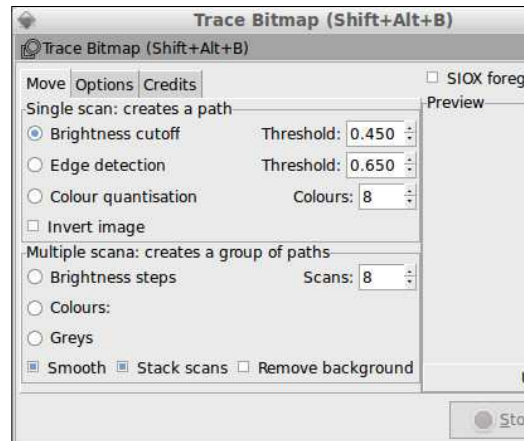 Trace Bitmap (Shift+Alt+B)
Trace Bitmap (Shift+Alt+B)
Move Options Credits
SIOX foreg
Single scan: creates a path
Preview
Brightness cutoff Threshold: 0.450
Edge detection Threshold: 0.650
Colour quantisation Colours: 8
Invert image
Multiple scana: creates a group of paths
Brightness steps Scans: 8
Colours:
Greys
Smooth Stack scans Remove background
Sto